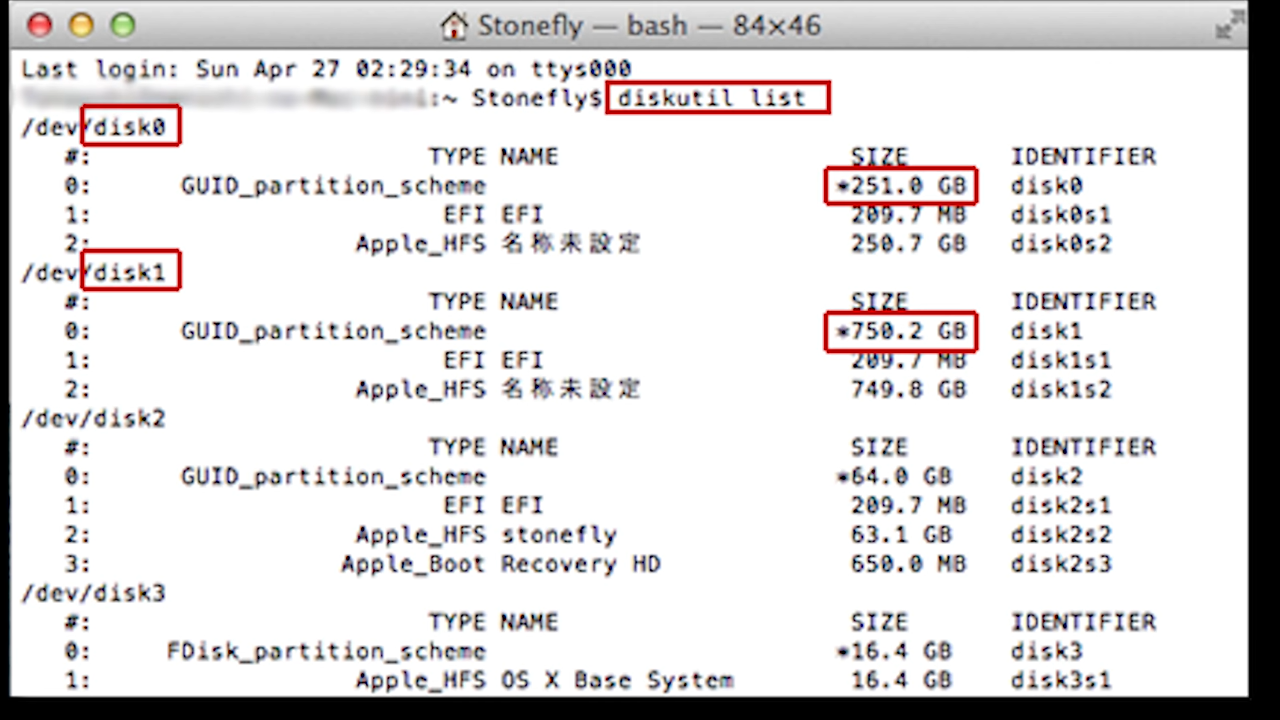 Stonefly — bash — 84×46
Last login: Sun Apr 27 02:29:34 on ttys000
:~ Stonefly$ diskutil list
/dev/disk0
#: TYPE NAME SIZE IDENTIFIER
0: GUID_partition_scheme *251.0 GB disk0
1: EFI EFI 209.7 MB disk0s1
2: Apple_HFS 名称未設定 250.7 GB disk0s2
/dev/disk1
#: TYPE NAME SIZE IDENTIFIER
0: GUID_partition_scheme *750.2 GB disk1
1: EFI EFI 209.7 MB disk1s1
2: Apple_HFS 名称未設定 749.8 GB disk1s2
/dev/disk2
#: TYPE NAME SIZE IDENTIFIER
0: GUID_partition_scheme *64.0 GB disk2
1: EFI EFI 209.7 MB disk2s1
2: Apple_HFS stonefly 63.1 GB disk2s2
3: Apple_Boot Recovery HD 650.0 MB disk2s3
/dev/disk3
#: TYPE NAME SIZE IDENTIFIER
0: FDisk_partition_scheme *16.4 GB disk3
1: Apple_HFS OS X Base System 16.4 GB disk3s1